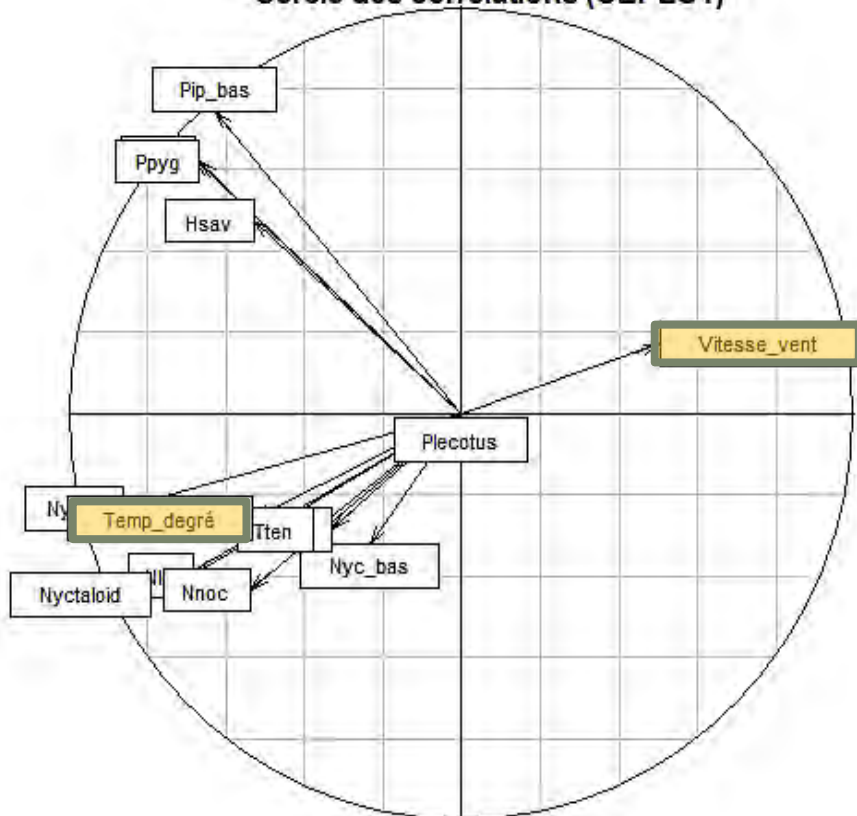 Pip_bas
Ppyg
Hsav
Vitesse_vent
Plecotus
Temp_degré
Tten
Nyc_bas
Nyctaloid
Nnoc